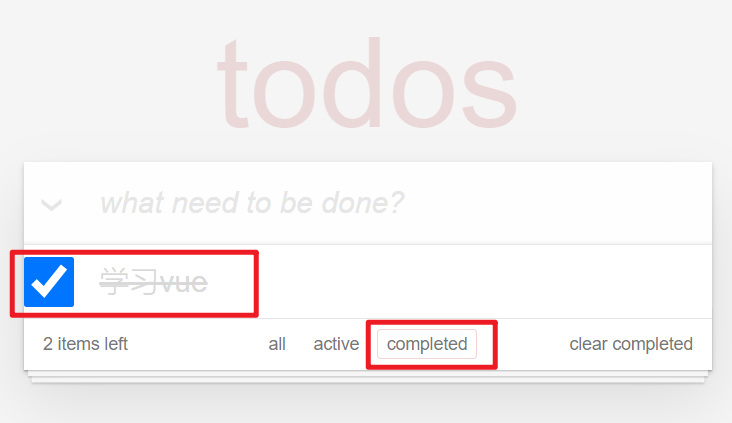 todos
what need to be done?
学习vue
2 items left all active completed clear completed